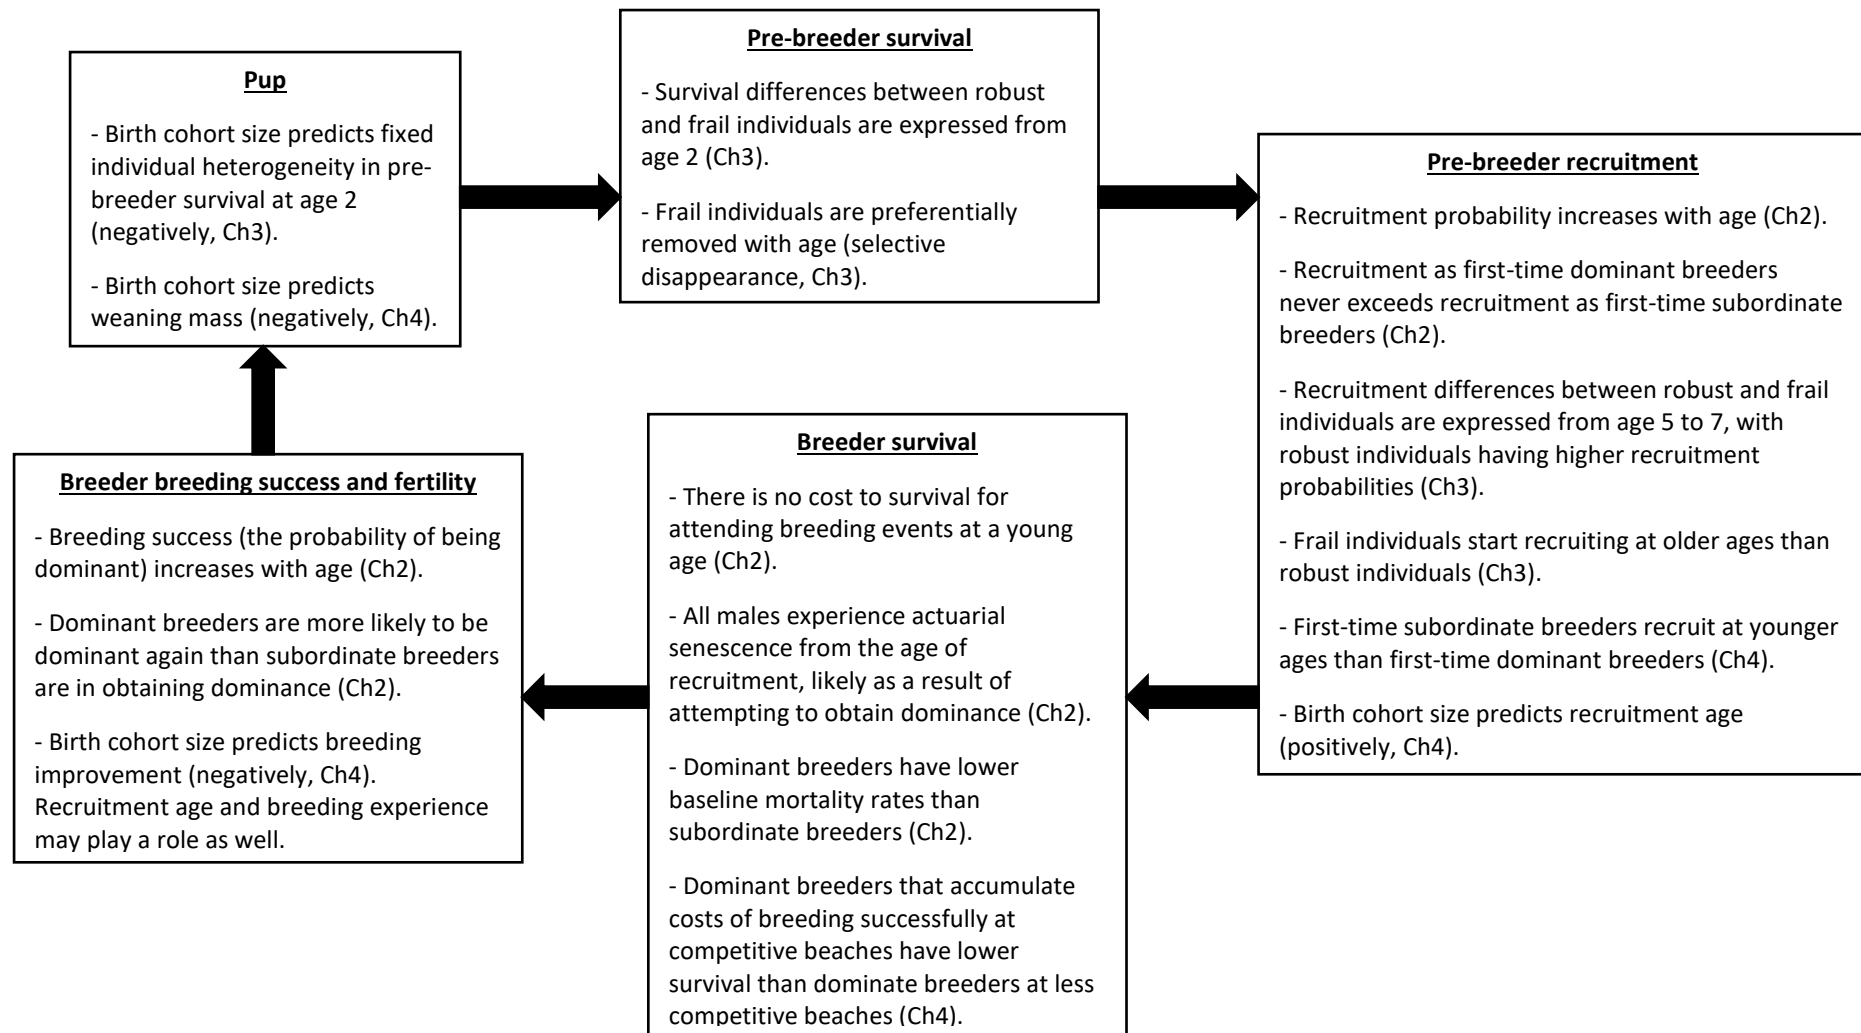 Pup
- Birth cohort size predicts fixed
individual heterogeneity in pre-
breeder survival at age 2
(negatively, Ch3).
- Birth cohort size predicts
weaning mass (negatively, Ch4).
Pre-breeder survival
- Survival differences between robust
and frail individuals are expressed from
age 2 (Ch3).
- Frail individuals are preferentially
removed with age (selective
disappearance, Ch3).
Pre-breeder recruitment
- Recruitment probability increases with age (Ch2).
- Recruitment as first-time dominant breeders
never exceeds recruitment as first-time subordinate
breeders (Ch2).
- Recruitment differences between robust and frail
individuals are expressed from age 5 to 7, with
robust individuals having higher recruitment
probabilities (Ch3).
- Frail individuals start recruiting at older ages than
robust individuals (Ch3).
- First-time subordinate breeders recruit at younger
ages than first-time dominant breeders (Ch4).
- Birth cohort size predicts recruitment age
(positively, Ch4).
Breeder survival
- There is no cost to survival for
attending breeding events at a young
age (Ch2).
- All males experience actuarial
senescence from the age of
recruitment, likely as a result of
attempting to obtain dominance (Ch2).
- Dominant breeders have lower
baseline mortality rates than
subordinate breeders (Ch2).
- Dominant breeders that accumulate
costs of breeding successfully at
competitive beaches have lower
survival than dominate breeders at less
competitive beaches (Ch4).
Breeder breeding success and fertility
- Breeding success (the probability of being
dominant) increases with age (Ch2).
- Dominant breeders are more likely to be
dominant again than subordinate breeders
are in obtaining dominance (Ch2).
- Birth cohort size predicts breeding
improvement (negatively, Ch4).
Recruitment age and breeding experience
may play a role as well.